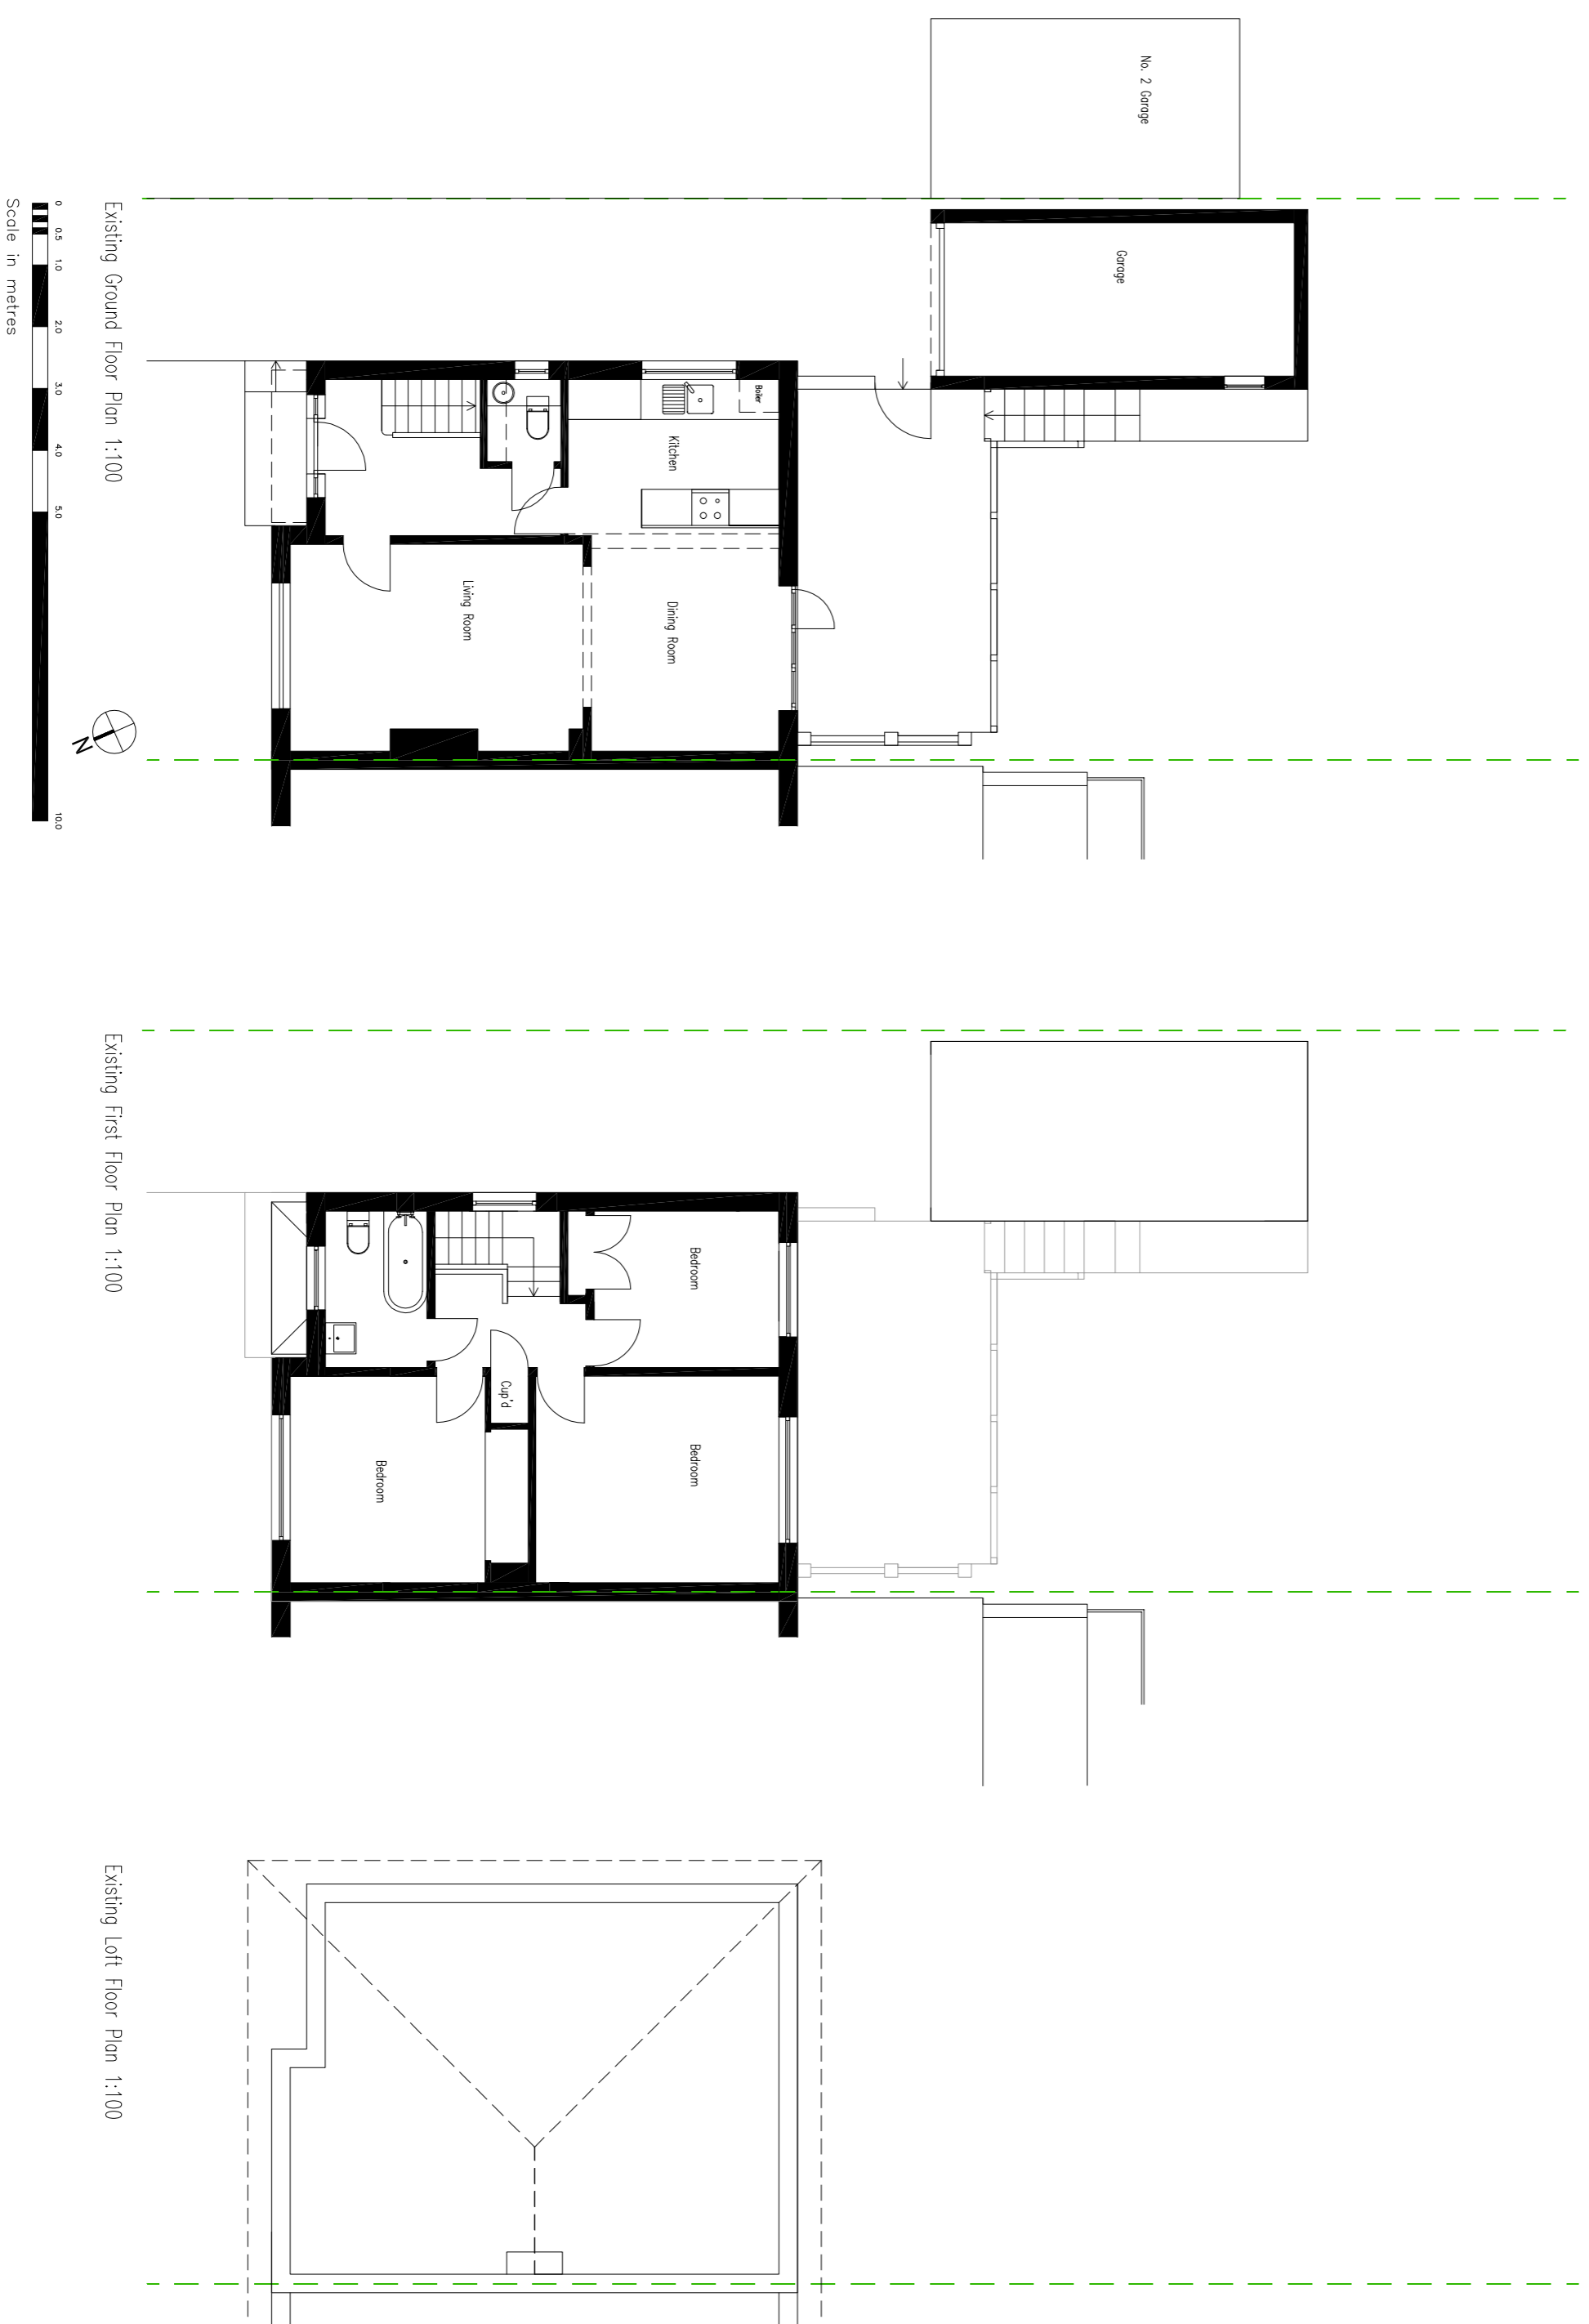 No. 2 Garage
Garage
Boiler
Kitchen
Dining Room
Living Room
Existing Ground Floor Plan 1:100
0 0.5 1.0 2.0 3.0 4.0 5.0 10.0
Scale in metres
N
Bedroom
Bedroom
Cup'd
Bedroom
Existing First Floor Plan 1:100
Existing Loft Floor Plan 1:100